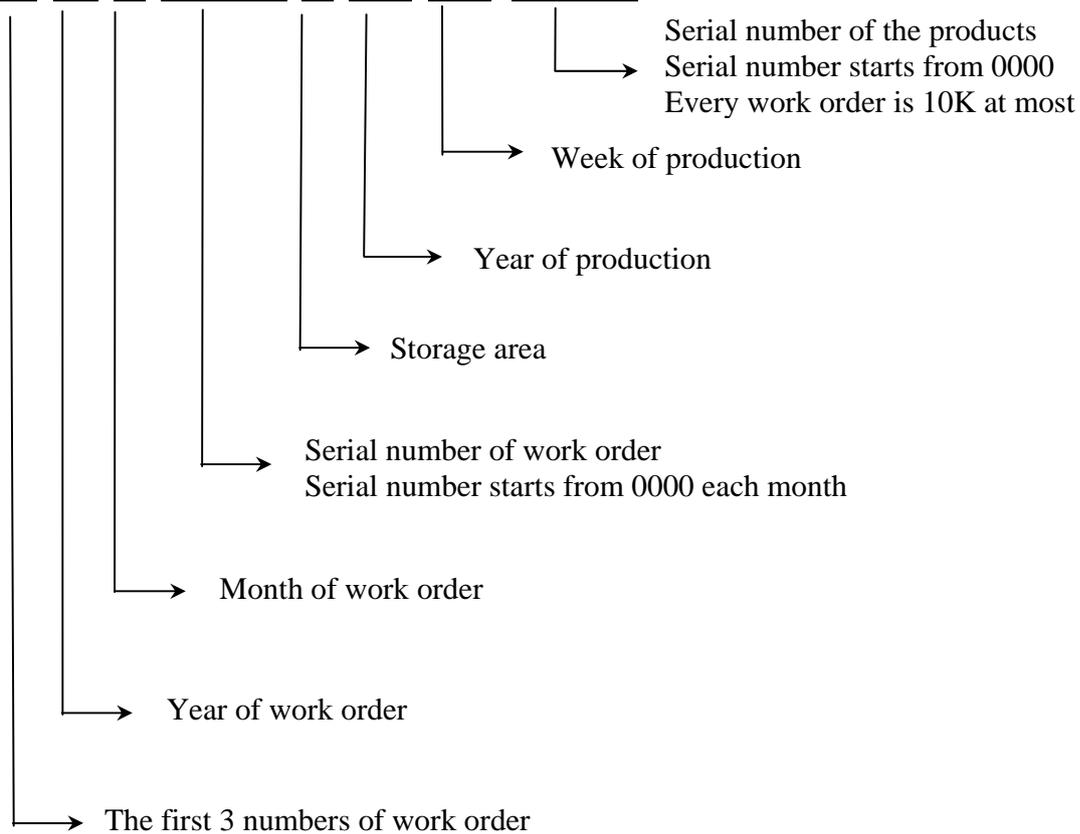 Serial number of the products
Serial number starts from 0000
Every work order is 10K at most
Week of production
Year of production
Storage area
Serial number of work order
Serial number starts from 0000 each month
Month of work order
Year of work order
The first 3 numbers of work order